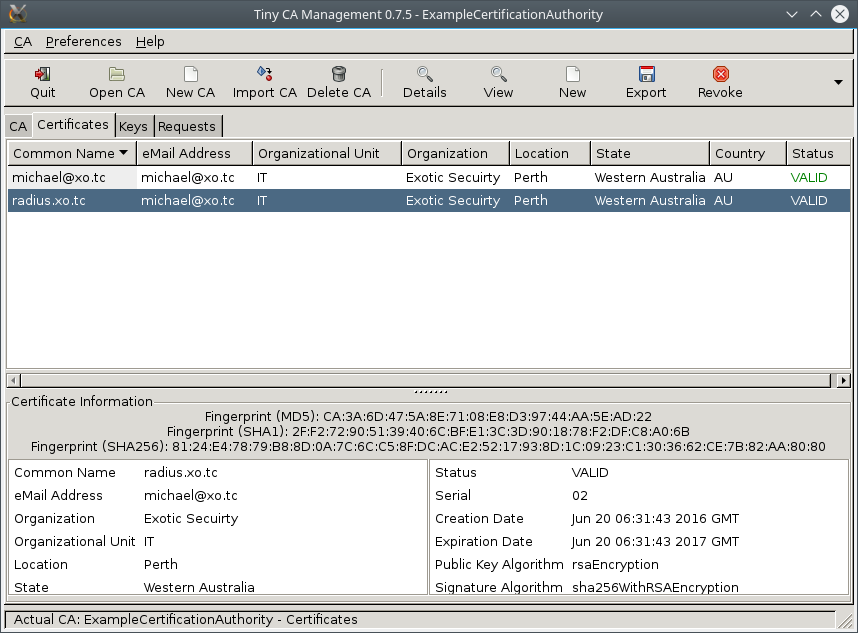 Tiny CA Management 0.7.5 - ExampleCertificationAuthority
CA Preferences Help
Quit Open CA New CA Import CA Delete CA Details View New Export Revoke
CA Certificates Keys Requests
Common Name eMail Address Organizational Unit Organization Location State Country Status
michael@xo.tc michael@xo.tc IT Exotic Secuirty Perth Western Australia AU VALID
radius.xo.tc michael@xo.tc IT Exotic Secuirty Perth Western Australia AU VALID
Certificate Information
Fingerprint (MD5): CA:3A:6D:47:5A:8E:71:08:E8:D3:97:44:AA:5E:AD:22
Fingerprint (SHA1): 2F:F2:72:90:51:39:40:6C:BF:E1:3C:3D:90:18:78:F2:DF:C8:A0:6B
Fingerprint (SHA256): 81:24:E4:78:79:B8:8D:0A:7C:6C:C5:8F:DC:AC:E2:52:17:93:8D:1C:09:23:C1:30:36:62:CE:7B:82:AA:80:80
Common Name radius.xo.tc Status VALID
eMail Address michael@xo.tc Serial 02
Organization Exotic Secuirty Creation Date Jun 20 06:31:43 2016 GMT
Organizational Unit IT Expiration Date Jun 20 06:31:43 2017 GMT
Location Perth Public Key Algorithm rsaEncryption
State Western Australia Signature Algorithm sha256WithRSAEncryption
Actual CA: ExampleCertificationAuthority - Certificates